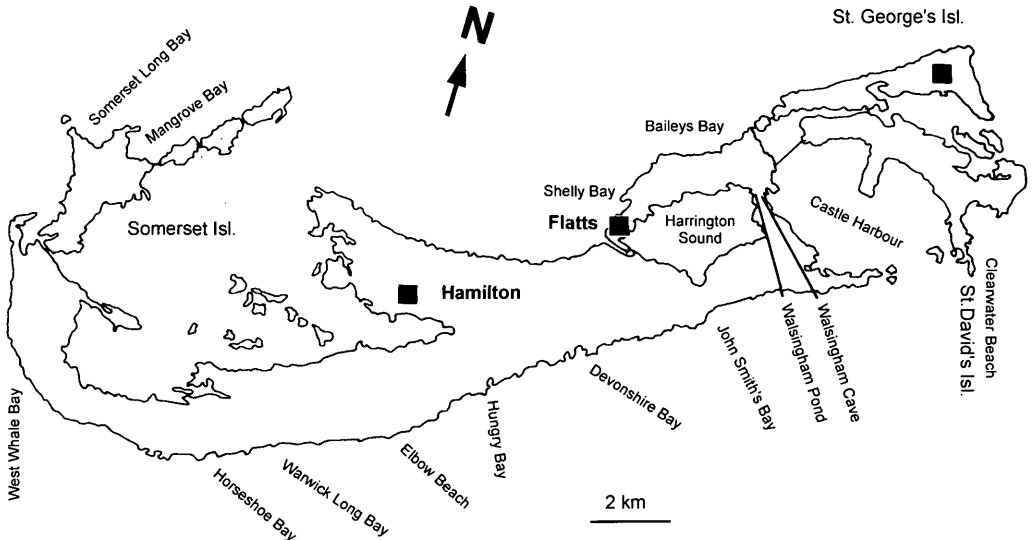 St. George's Isl.
N
Somerset Long Bay
Mangrove Bay
Baileys Bay
Shelly Bay
Flatts
Harrington
Sound
Castle Harbour
Somerset Isl.
Hamilton
Clearwater Beach
St.David's Isl.
Walsingham Cave
Walsingham Pond
John Smith's Bay
Devonshire Bay
Hungry Bay
Elbow Beach
Warwick Long Bay
Horseshoe Bay
West Whale Bay
2 km